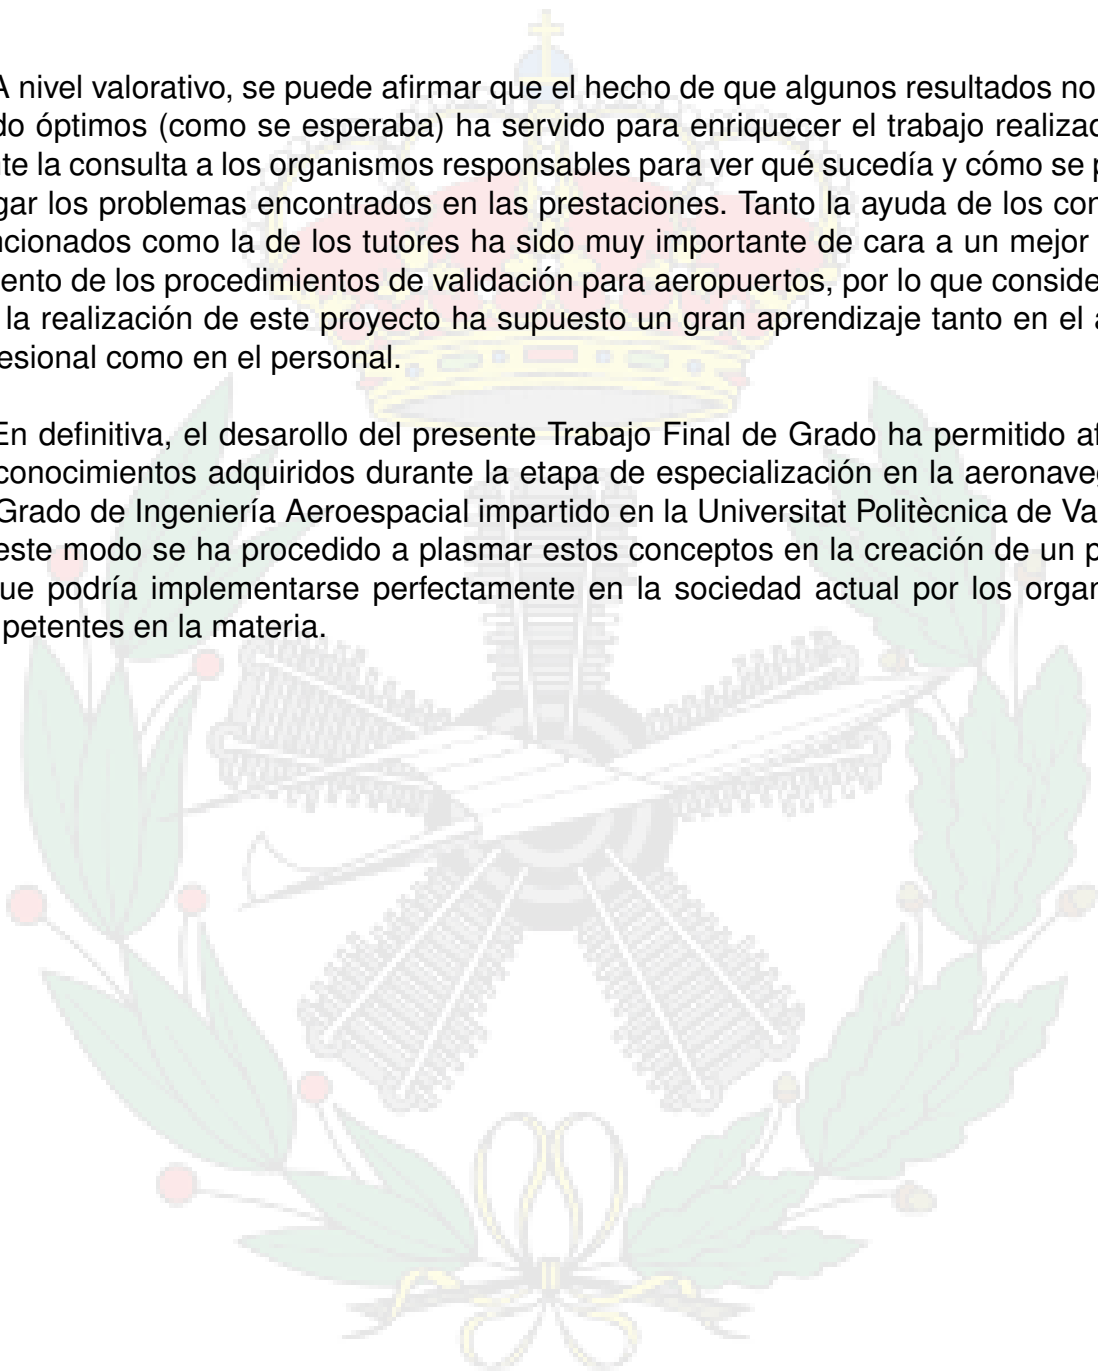 A nivel valorativo, se puede afirmar que el hecho de que algunos resultados no
do óptimos (como se esperaba) ha servido para enriquecer el trabajo realizad
nte la consulta a los organismos responsables para ver qué sucedía y cómo se p
gar los problemas encontrados en las prestaciones. Tanto la ayuda de los con
ncionados como la de los tutores ha sido muy importante de cara a un mejor
ento de los procedimientos de validación para aeropuertos, por lo que conside
la realización de este proyecto ha supuesto un gran aprendizaje tanto en el a
esional como en el personal.
En definitiva, el desarollo del presente Trabajo Final de Grado ha permitido af
conocimientos adquiridos durante la etapa de especialización en la aeronaveg
Grado de Ingeniería Aeroespacial impartido en la Universitat Politècnica de Va
este modo se ha procedido a plasmar estos conceptos en la creación de un p
ue podría implementarse perfectamente en la sociedad actual por los organ
petentes en la materia.